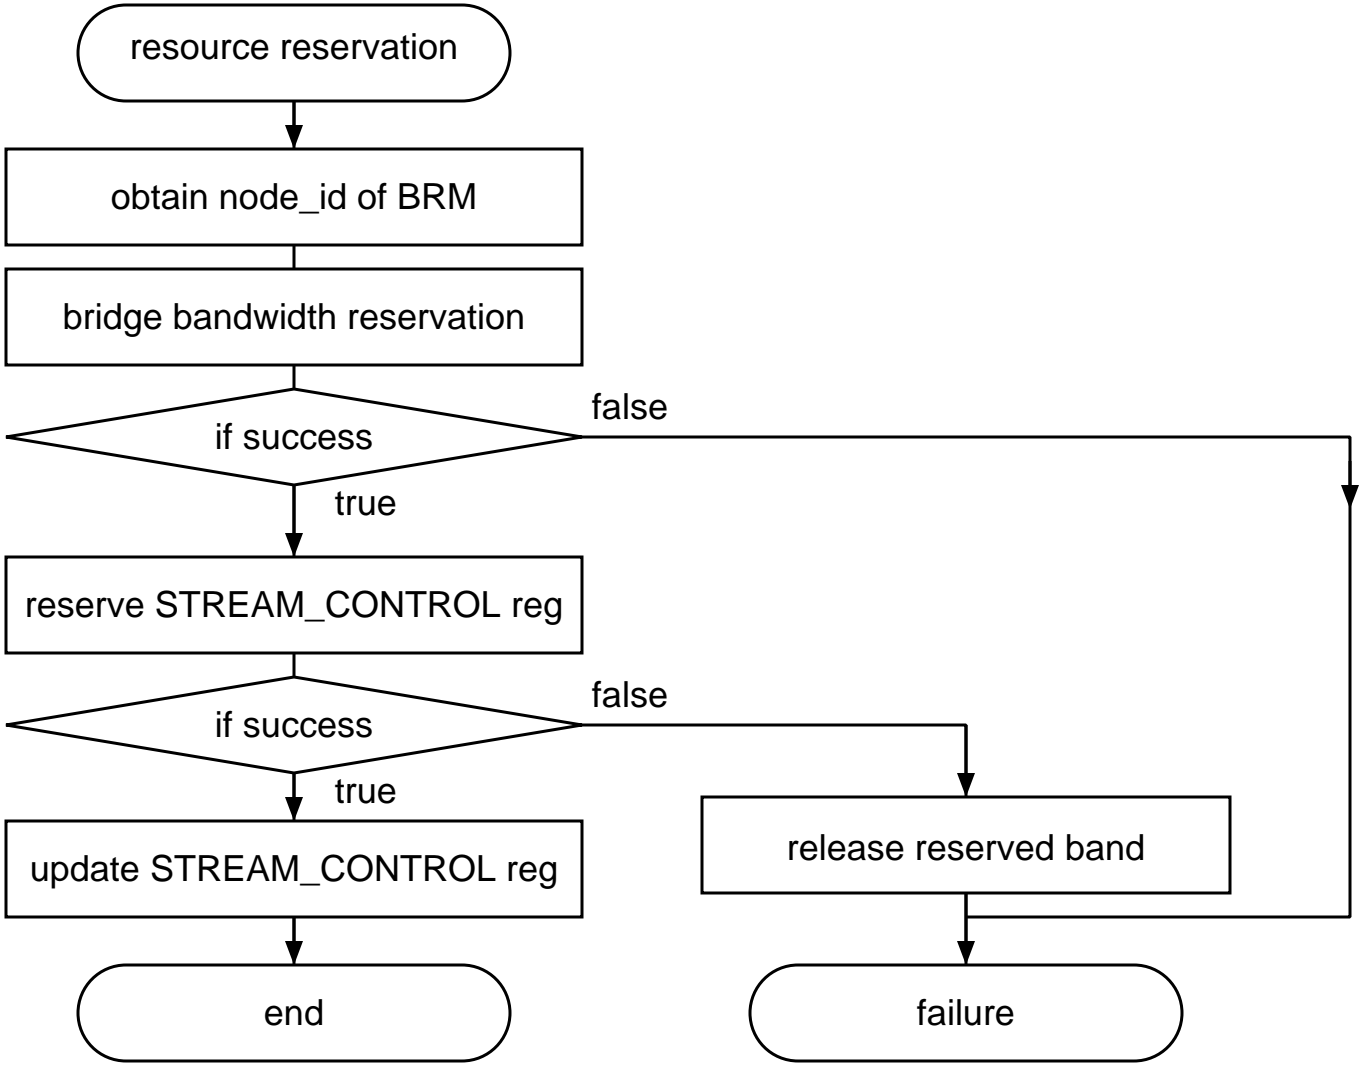 resource reservation
obtain node_id of BRM
bridge bandwidth reservation
false
if success
true
reserve STREAM_CONTROL reg
false
if success
true
update STREAM_CONTROL reg
release reserved band
end
failure